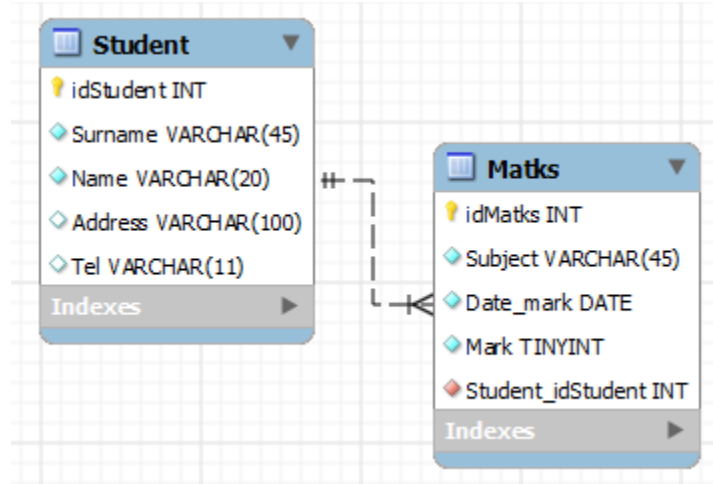 Student
idStudent INT
Surname VARCHAR(45)
Name VARCHAR(20)
Address VARCHAR(100)
Tel VARCHAR(11)
Indexes
Matks
idMatks INT
Subject VARCHAR(45)
Date_mark DATE
Mark TINYINT
Student_idStudent INT
Indexes